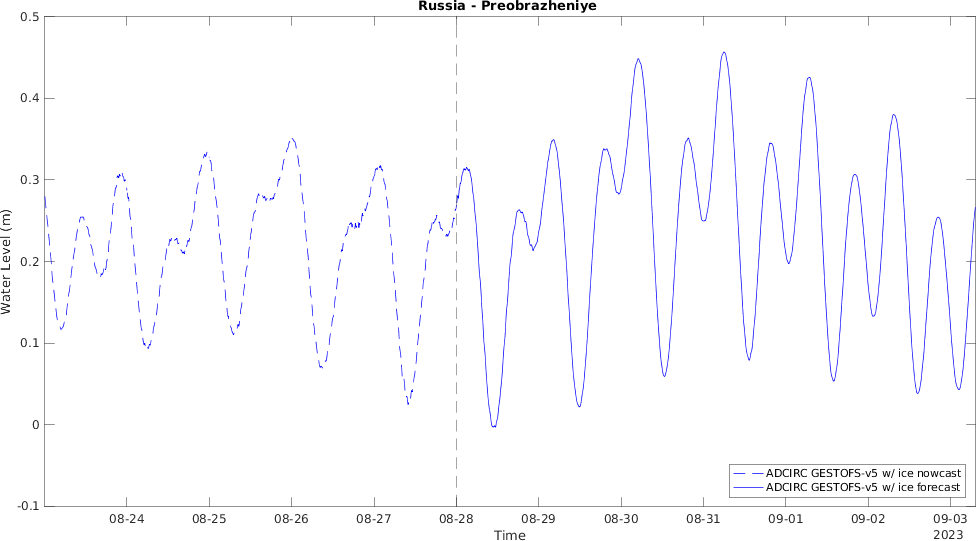 Russia - Preobrazheniye
Water Level (m)
0.5
0.4
0.3
0.2
0.1
0
-0.1
ADCIRC GESTOFS-v5 w/ ice nowcast
ADCIRC GESTOFS-v5 w/ ice forecast
08-24 08-25 08-26 08-27 08-28 08-29 08-30 08-31 09-01 09-02 09-03
Time
2023